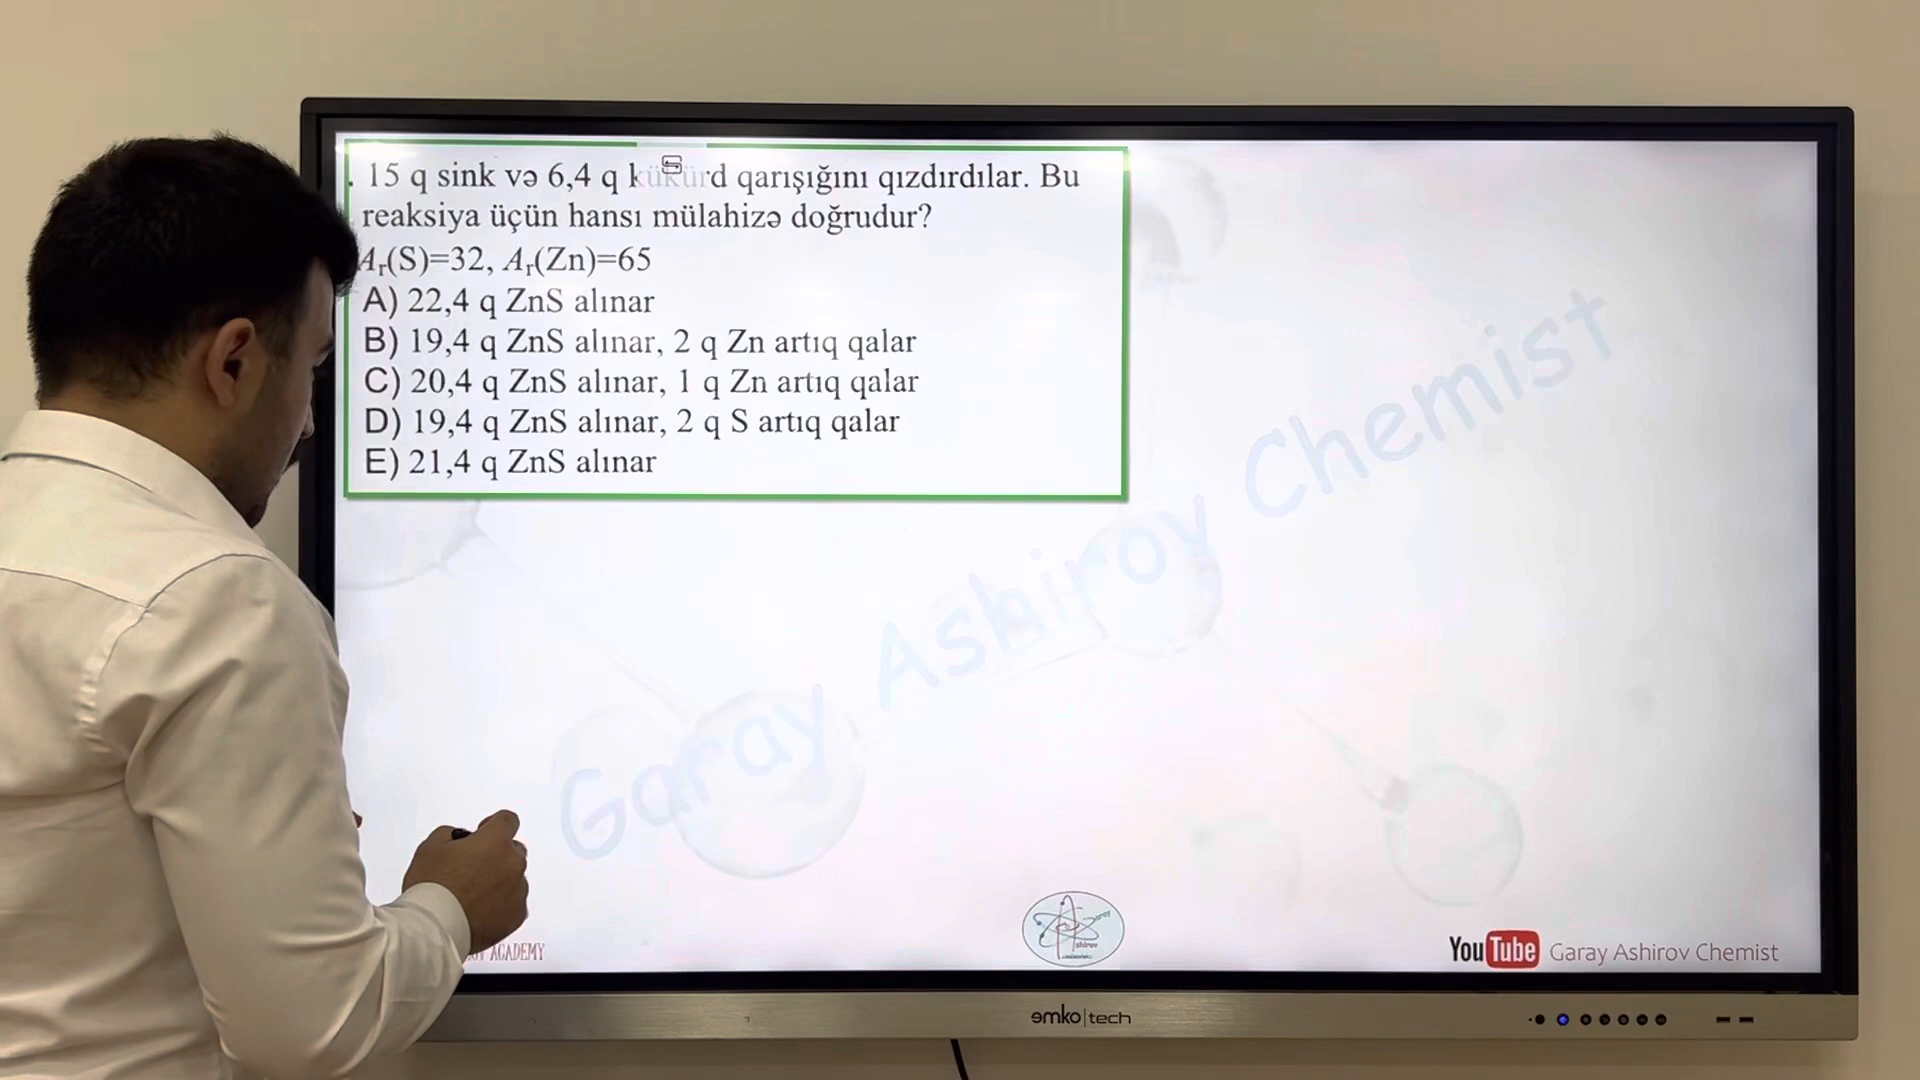 . 15 q sink və 6,4 q kükürd qarışığını qızdırdılar. Bu
reaksiya üçün hansı mülahizə doğrudur?
Aᵣ(S)=32, Aᵣ(Zn)=65
A) 22,4 q ZnS alınar
B) 19,4 q ZnS alınar, 2 q Zn artıq qalar
C) 20,4 q ZnS alınar, 1 q Zn artıq qalar
D) 19,4 q ZnS alınar, 2 q S artıq qalar
E) 21,4 q ZnS alınar
Garay Ashirov Chemist
ACADEMY
YouTube Garay Ashirov Chemist
emko|tech